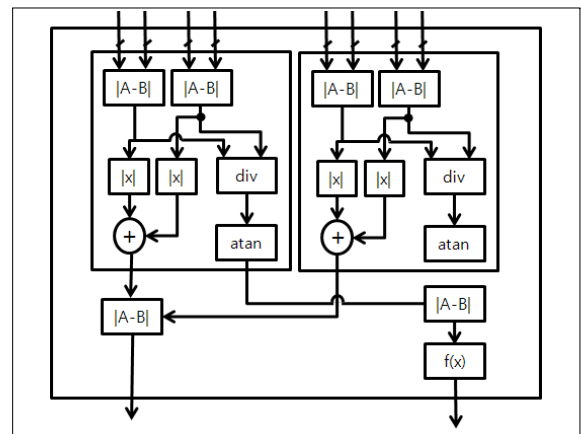 |A-B| |A-B| |A-B| |A-B|
|x| |x| div |x| |x| div
+ atan + atan
|A-B| |A-B|
f(x)